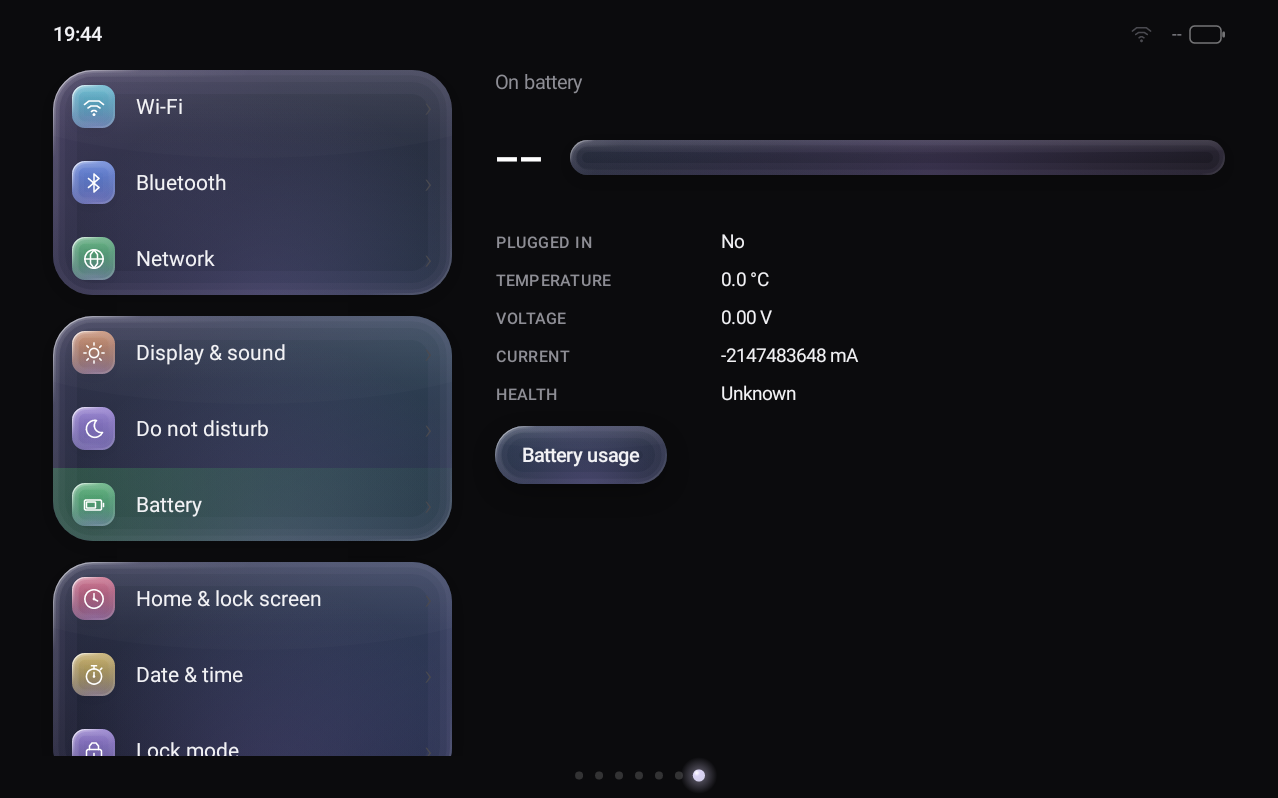 19:44
--
Wi-Fi
Bluetooth
Network
Display & sound
Do not disturb
Battery
Home & lock screen
Date & time
Lock mode
On battery
--
PLUGGED IN No
TEMPERATURE 0.0 °C
VOLTAGE 0.00 V
CURRENT -2147483648 mA
HEALTH Unknown
Battery usage